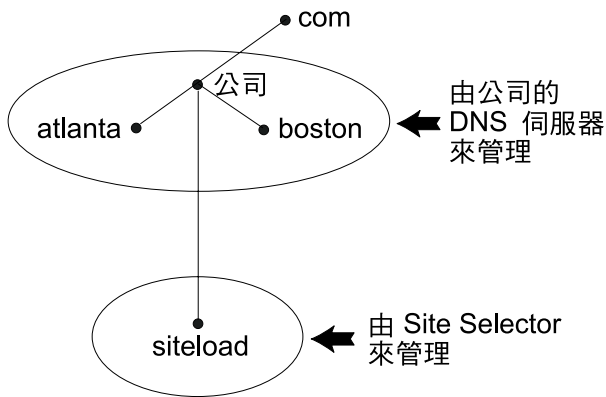 com
公司
atlanta
boston
由公司的
DNS 伺服器
來管理
siteload
由 Site Selector
來管理